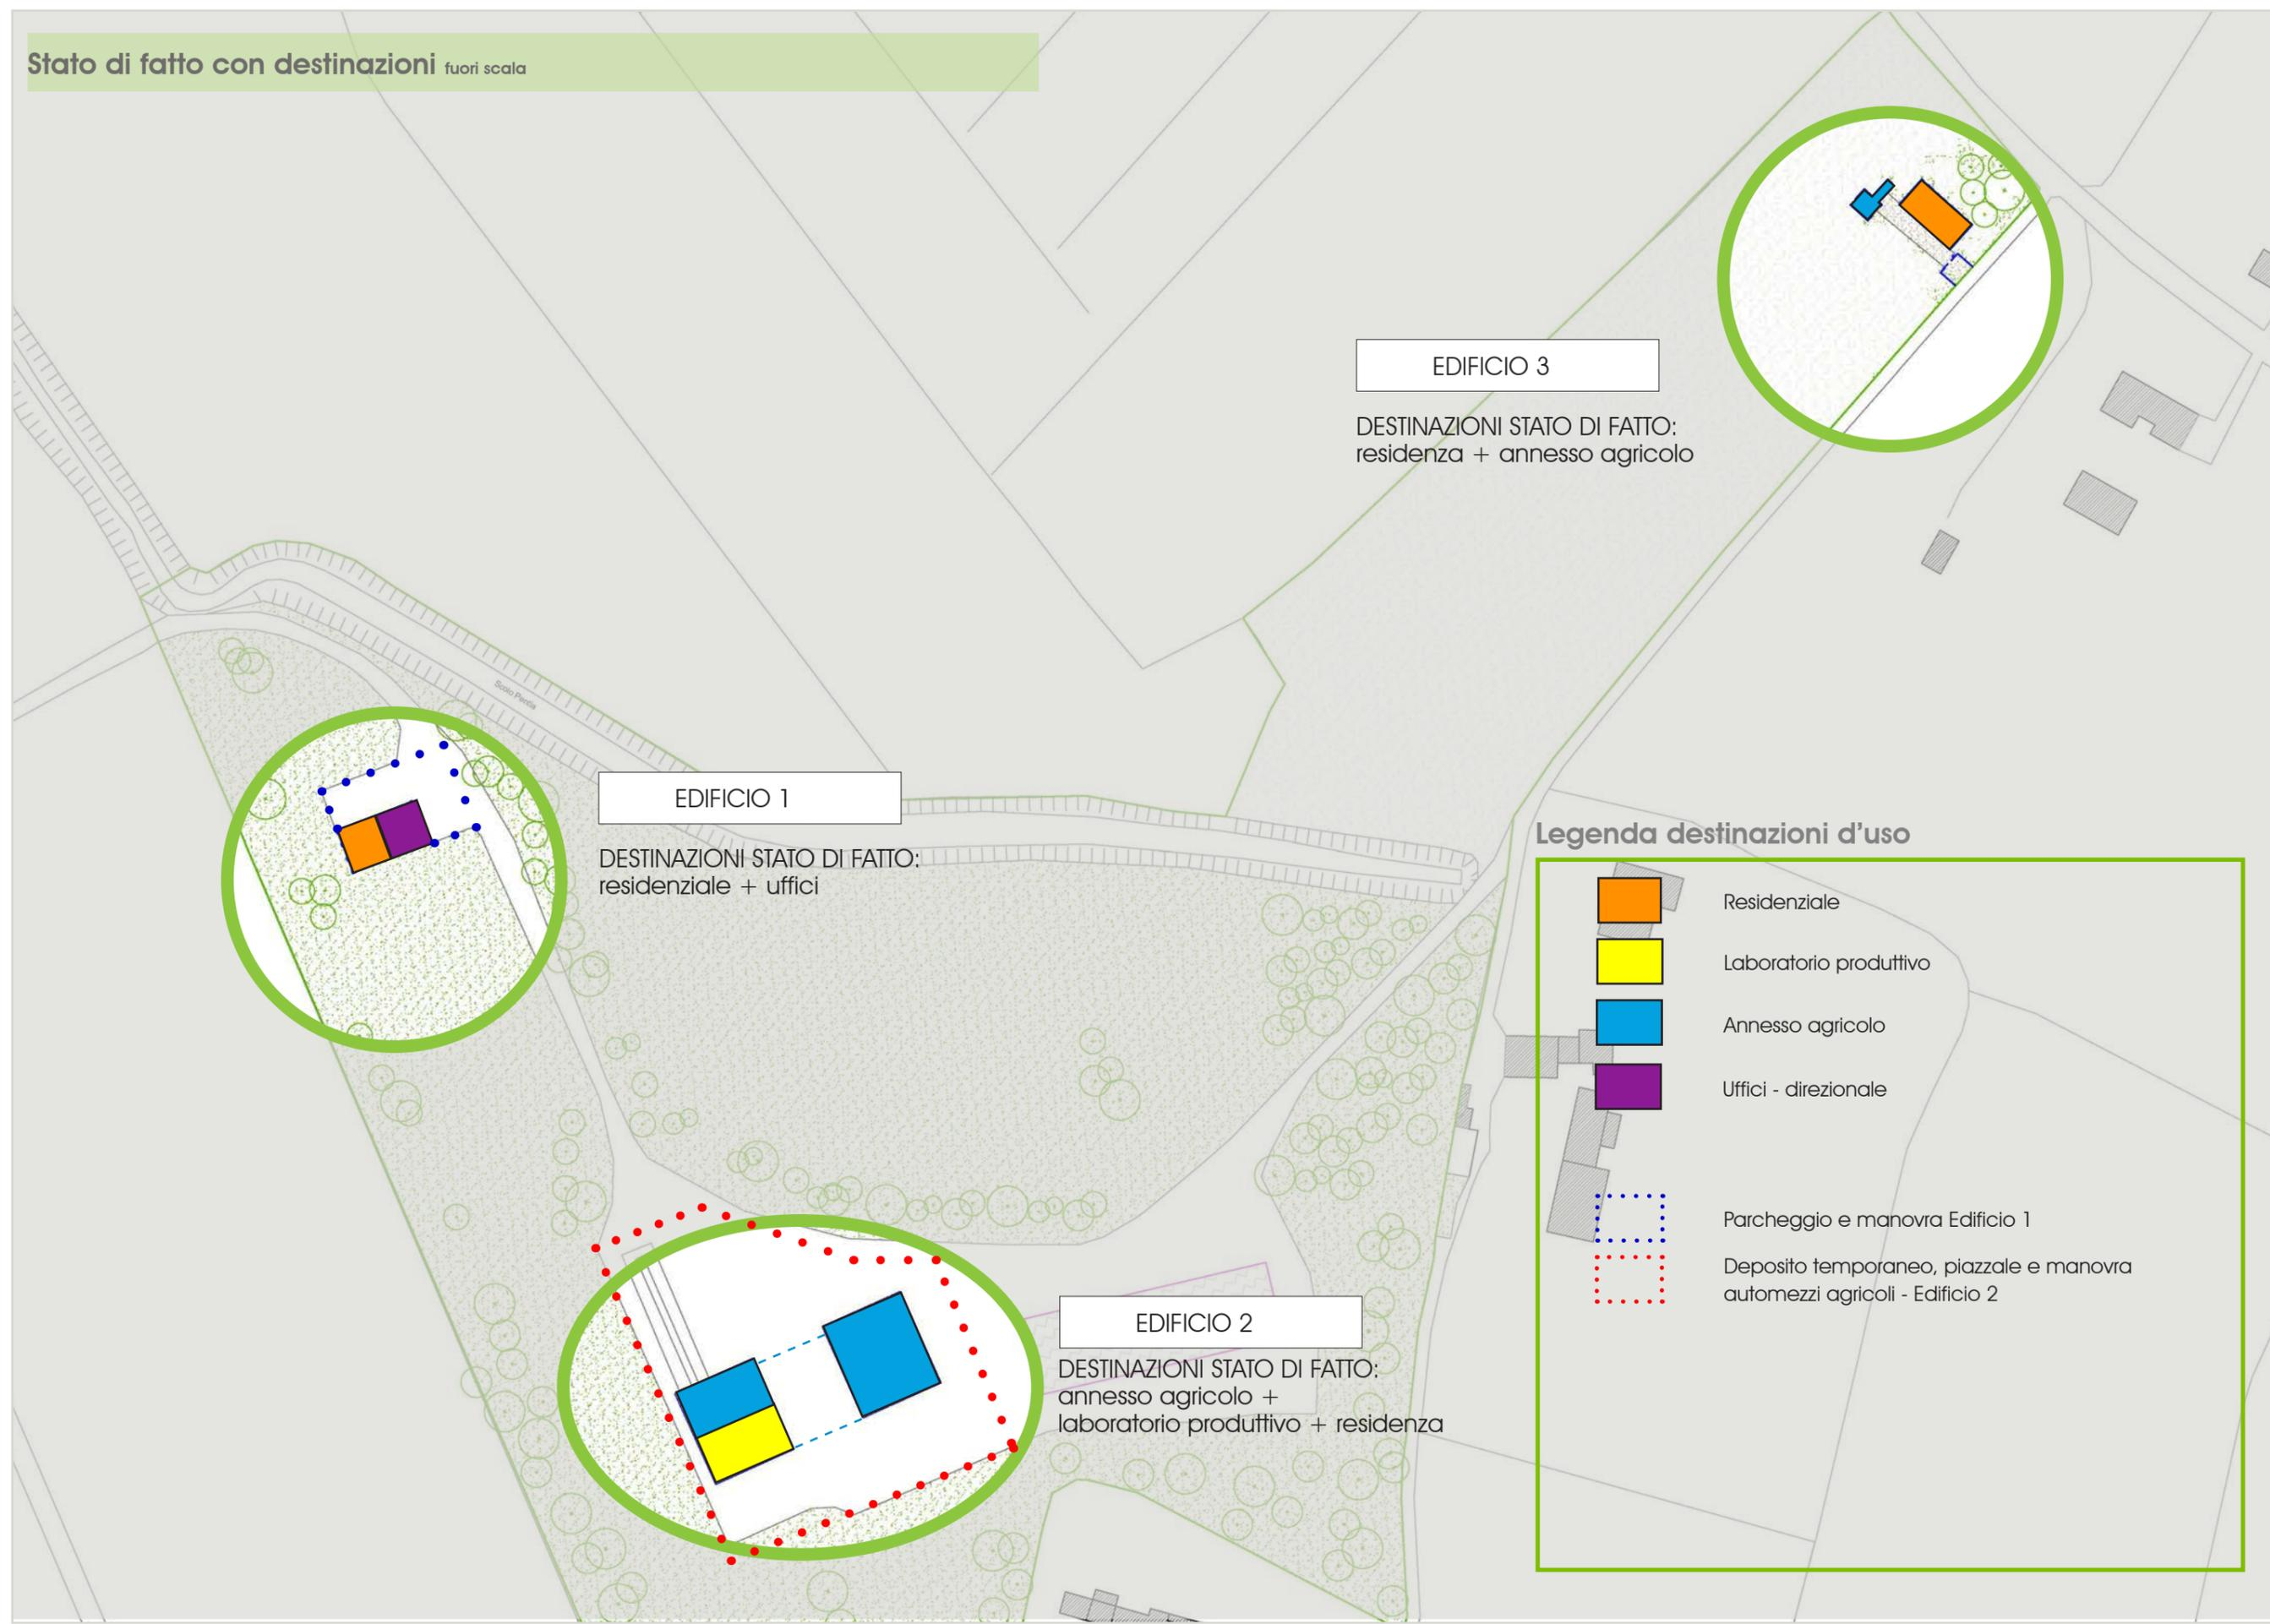 Stato di fatto con destinazioni fuori scala
EDIFICIO 3
DESTINAZIONI STATO DI FATTO:
residenza + annesso agricolo
EDIFICIO 1
DESTINAZIONI STATO DI FATTO:
residenziale + uffici
EDIFICIO 2
DESTINAZIONI STATO DI FATTO:
annesso agricolo +
laboratorio produttivo + residenza
Legenda destinazioni d'uso
Residenziale
Laboratorio produttivo
Annesso agricolo
Uffici - direzionale
Parcheggio e manovra Edificio 1
Deposito temporaneo, piazzale e manovra
automezzi agricoli - Edificio 2